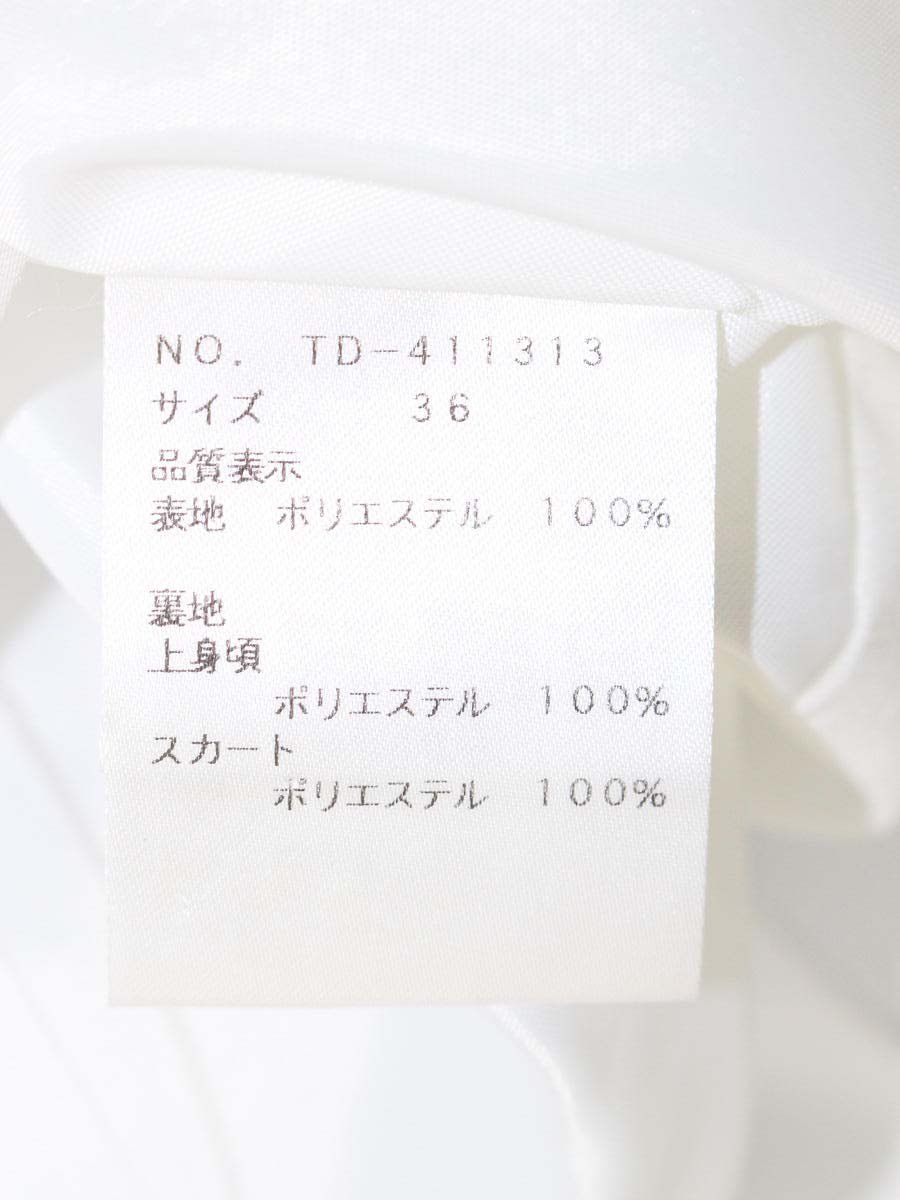 NO. TD-411313
サイズ 36
品質表示
表地 ポリエステル 100%
裏地
上身頃
ポリエステル 100%
スカート
ポリエステル 100%